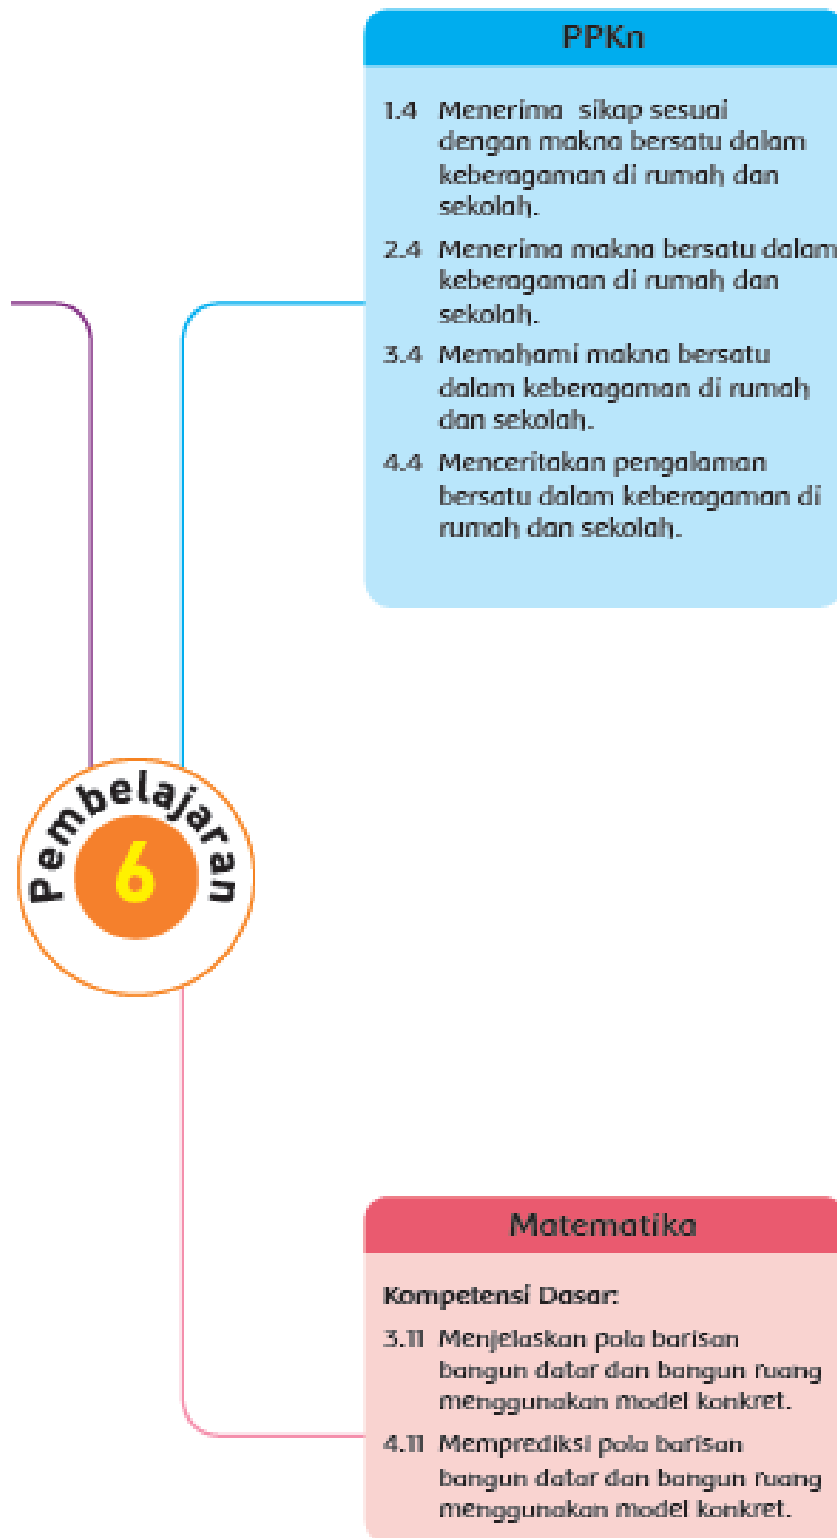 PPKn
1.4 Menerima sikap sesuai
dengan makna bersatu dalam
keberagaman di rumah dan
sekolah.
2.4 Menerima makna bersatu dalam
keberagaman di rumah dan
sekolah.
3.4 Memahami makna bersatu
dalam keberagaman di rumah
dan sekolah.
4.4 Menceritakan pengalaman
bersatu dalam keberagaman di
rumah dan sekolah.
Pembelajaran
6
Matematika
Kompetensi Dasar:
3.11 Menjelaskan pola barisan
bangun datar dan bangun ruang
menggunakan model konkret.
4.11 Memprediksi pola barisan
bangun datar dan bangun ruang
menggunakan model konkret.